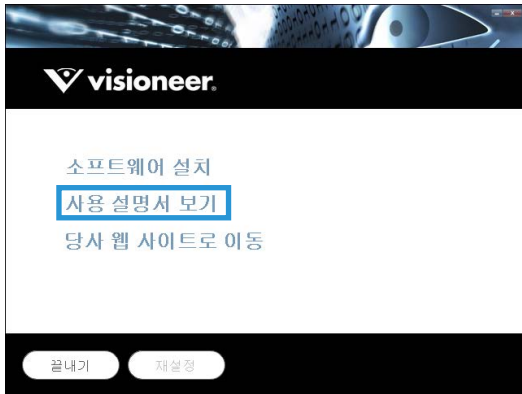 visioneer®
소프트웨어 설치
사용 설명서 보기
당사 웹 사이트로 이동
끝내기
재설정